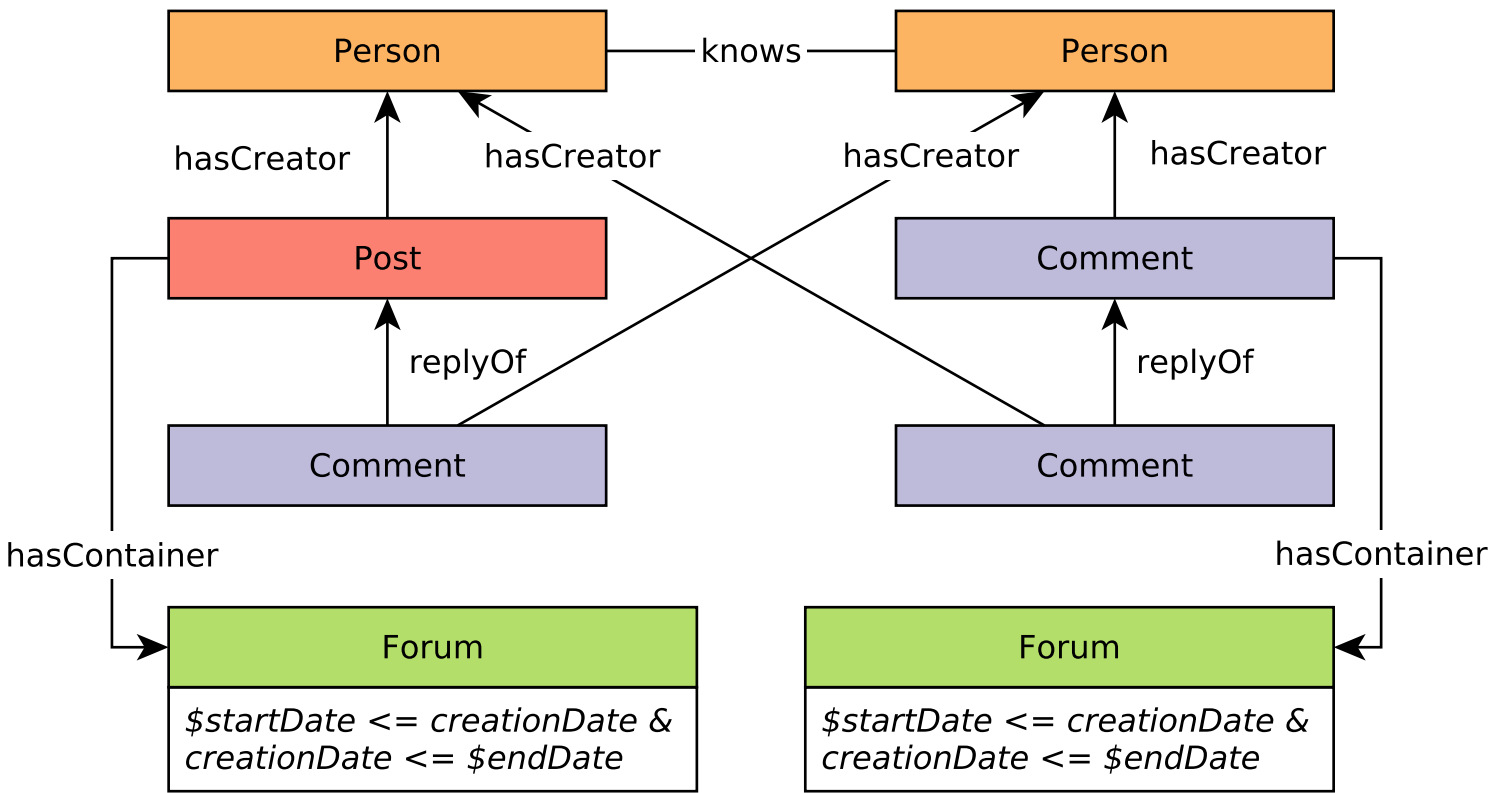 Person
knows
Person
hasCreator
hasCreator
hasCreator
hasCreator
Post
Comment
replyOf
replyOf
Comment
Comment
hasContainer
hasContainer
Forum
Forum
$startDate <= creationDate &
creationDate <= $endDate
$startDate <= creationDate &
creationDate <= $endDate